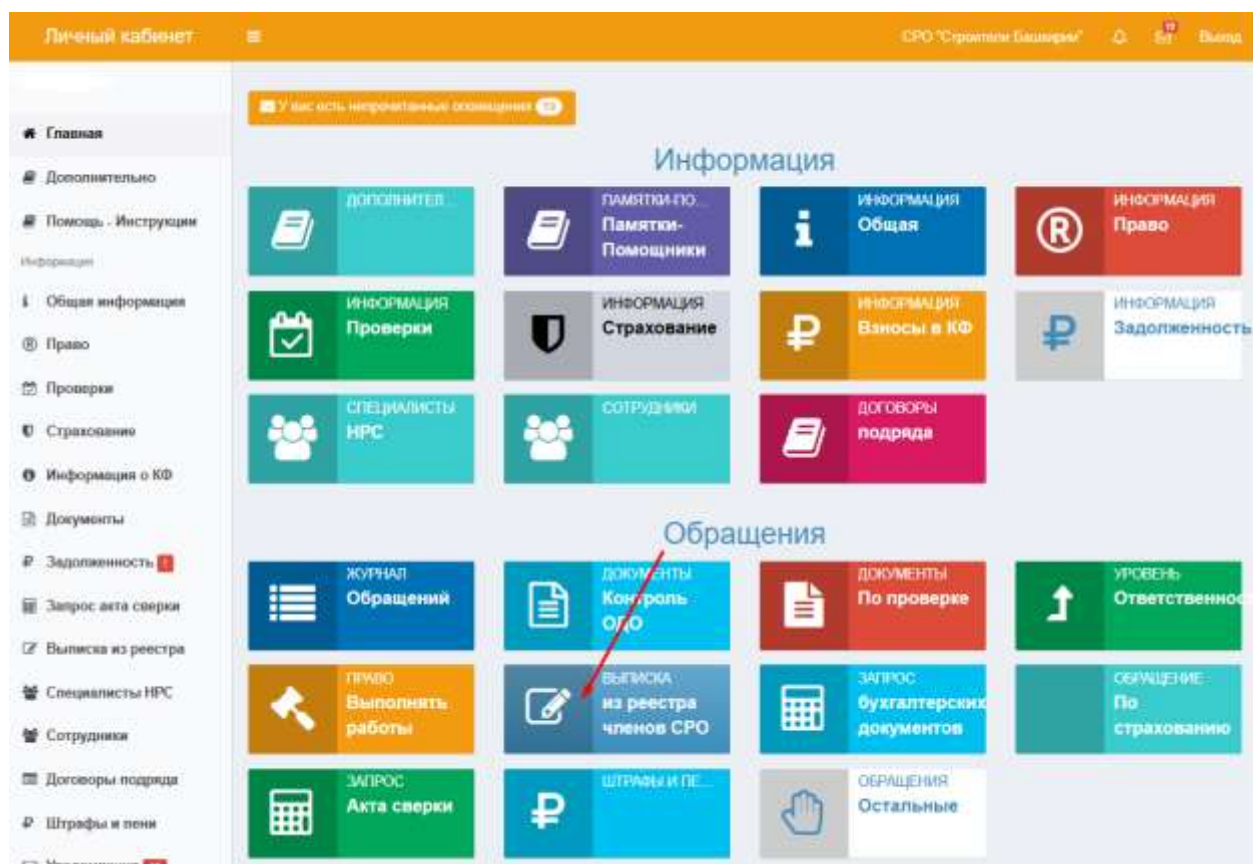 Личный кабинет
СРО "Строители Башкирии"
12
Выход
У вас есть непрочитанные оповещения 12
Главная
Дополнительно
Помощь - Инструкции
Информация
Общая информация
Право
Проверки
Страхование
Информация о КФ
Документы
Задолженность !
Запрос акта сверки
Выписка из реестра
Специалисты НРС
Сотрудники
Договоры подряда
Штрафы и пени
Информация
ДОПОЛНИТЕЛ...
ПАМЯТКИ-ПО...
Памятки-
Помощники
ИНФОРМАЦИЯ
Общая
ИНФОРМАЦИЯ
Право
ИНФОРМАЦИЯ
Проверки
ИНФОРМАЦИЯ
Страхование
ИНФОРМАЦИЯ
Взносы в КФ
ИНФОРМАЦИЯ
Задолженность
СПЕЦИАЛИСТЫ
НРС
СОТРУДНИКИ
ДОГОВОРЫ
подряда
Обращения
ЖУРНАЛ
Обращений
ДОКУМЕНТЫ
Контроль
ОДО
ДОКУМЕНТЫ
По проверке
УРОВЕНЬ
Ответственнос
ПРАВО
Выполнять
работы
ВЫПИСКА
из реестра
членов СРО
ЗАПРОС
бухгалтерских
документов
ОБРАЩЕНИЕ
По
страхованию
ЗАПРОС
Акта сверки
ШТРАФЫ И ПЕ...
ОБРАЩЕНИЯ
Остальные